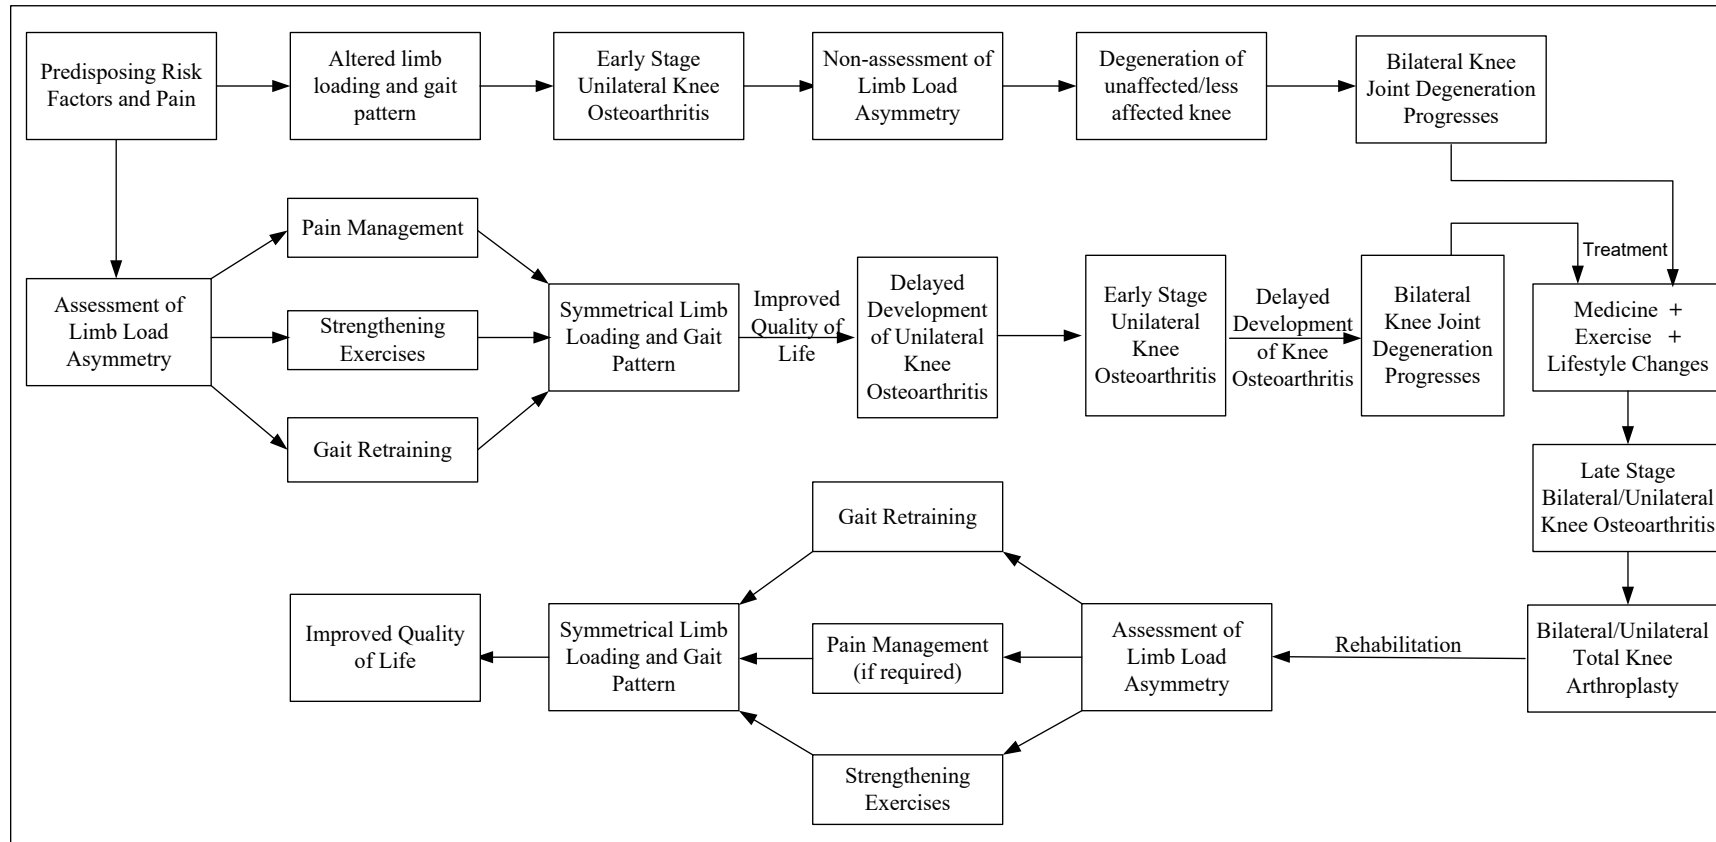 Predisposing Risk
Factors and Pain
Altered limb
loading and gait
pattern
Early Stage
Unilateral Knee
Osteoarthritis
Non-assessment of
Limb Load
Asymmetry
Degeneration of
unaffected/less
affected knee
Bilateral Knee
Joint Degeneration
Progresses
Assessment of
Limb Load
Asymmetry
Pain Management
Strengthening
Exercises
Gait Retraining
Symmetrical Limb
Loading and Gait
Pattern
Improved
Quality of
Life
Delayed
Development
of Unilateral
Knee
Osteoarthritis
Early Stage
Unilateral
Knee
Osteoarthritis
Delayed
Development
of Knee
Osteoarthritis
Bilateral
Knee Joint
Degeneration
Progresses
Treatment
Medicine +
Exercise +
Lifestyle Changes
Late Stage
Bilateral/Unilateral
Knee Osteoarthritis
Bilateral/Unilateral
Total Knee
Arthroplasty
Rehabilitation
Assessment of
Limb Load
Asymmetry
Gait Retraining
Pain Management
(if required)
Strengthening
Exercises
Symmetrical Limb
Loading and Gait
Pattern
Improved Quality
of Life